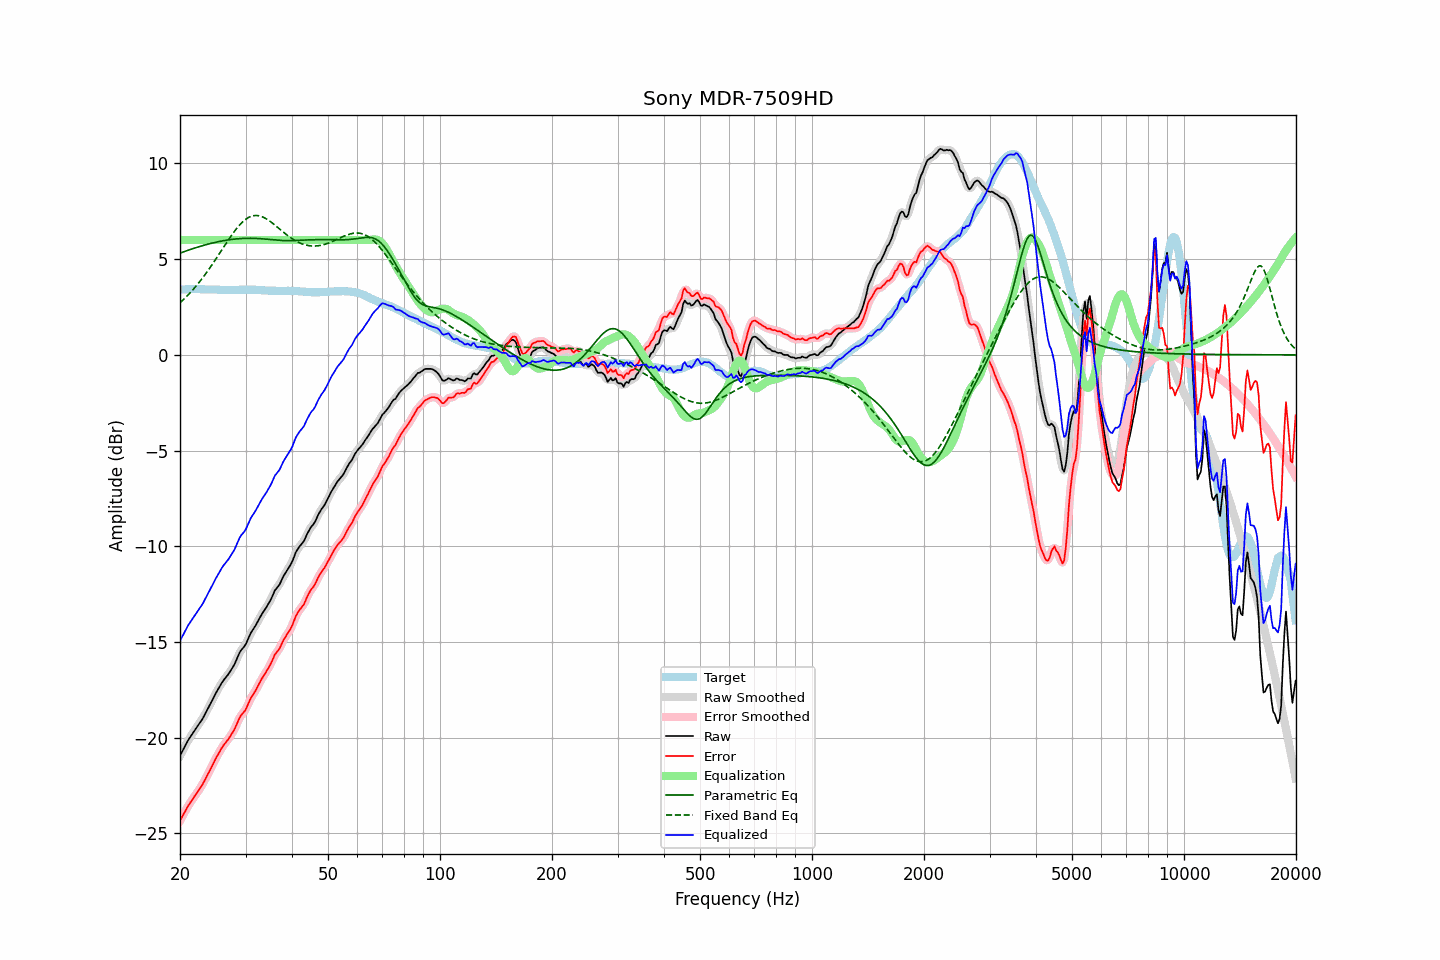 Sony MDR-7509HD
Amplitude (dBr)
10
5
0
−5
−10
−15
−20
−25
Target
Raw Smoothed
Error Smoothed
Raw
Error
Equalization
Parametric Eq
Fixed Band Eq
Equalized
20 50 100 200 500 1000 2000 5000 10000 20000
Frequency (Hz)